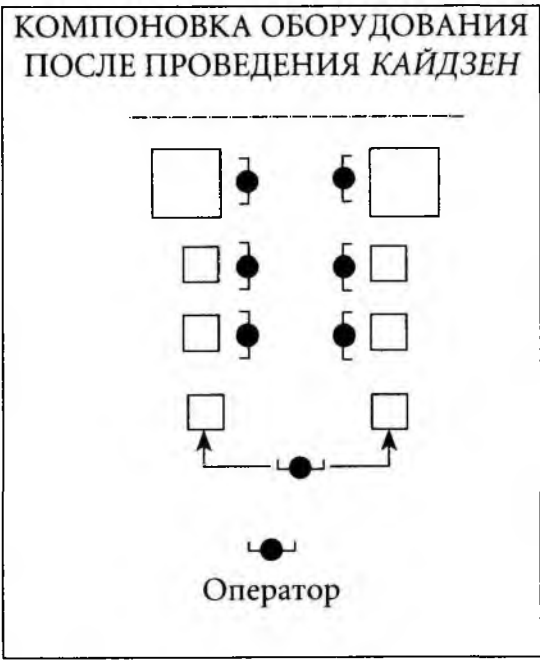 КОМПОНОВКА ОБОРУДОВАНИЯ
ПОСЛЕ ПРОВЕДЕНИЯ КАЙДЗЕН
Оператор